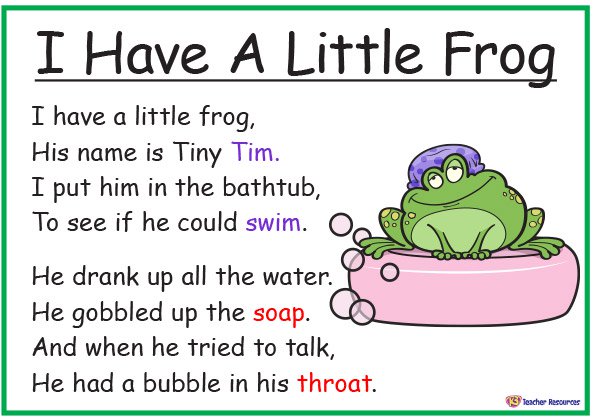 I Have A Little Frog
I have a little frog,
His name is Tiny Tim.
I put him in the bathtub,
To see if he could swim.
He drank up all the water.
He gobbled up the soap.
And when he tried to talk,
He had a bubble in his throat.
K-3 Teacher Resources